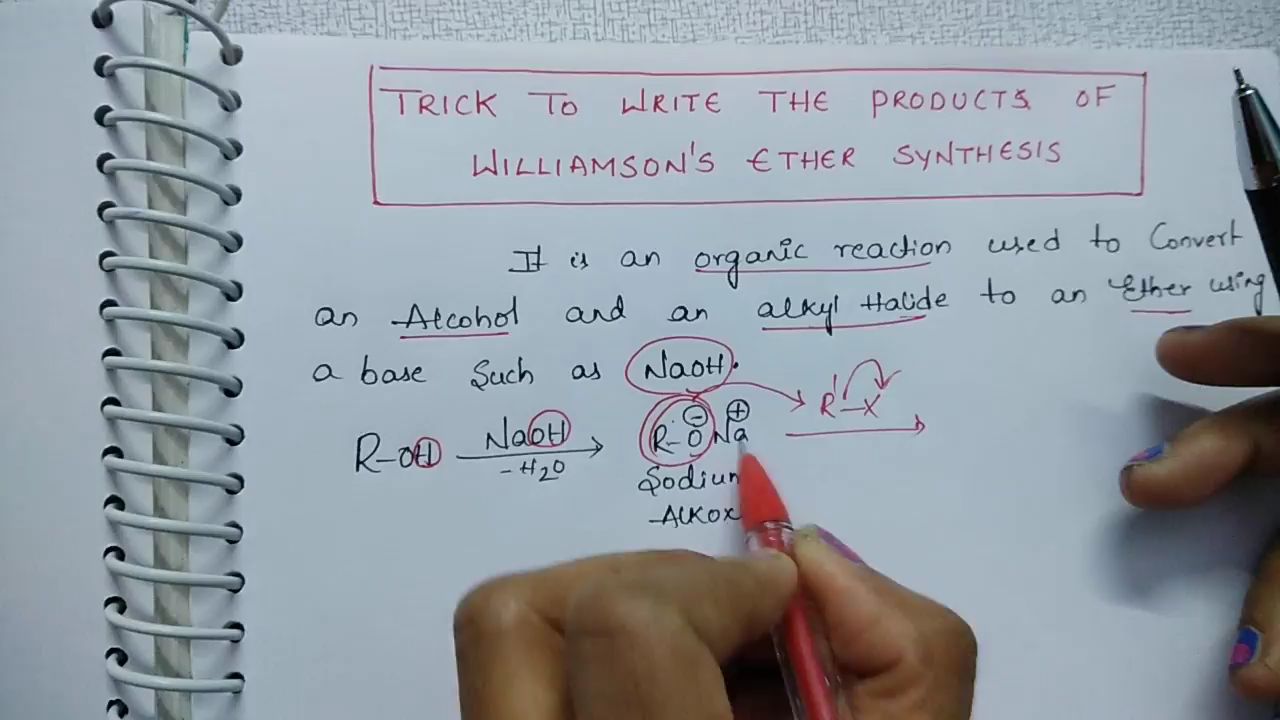 TRICK TO WRITE THE PRODUCTS OF
WILLIAMSON'S ETHER SYNTHESIS
It is an organic reaction used to Convert
an Alcohol and an alkyl Halide to an Ether using
a base Such as NaOH.
R-OH NaOH -H2O R-O⊖ Na⊕ R'-X
Sodium
Alkox